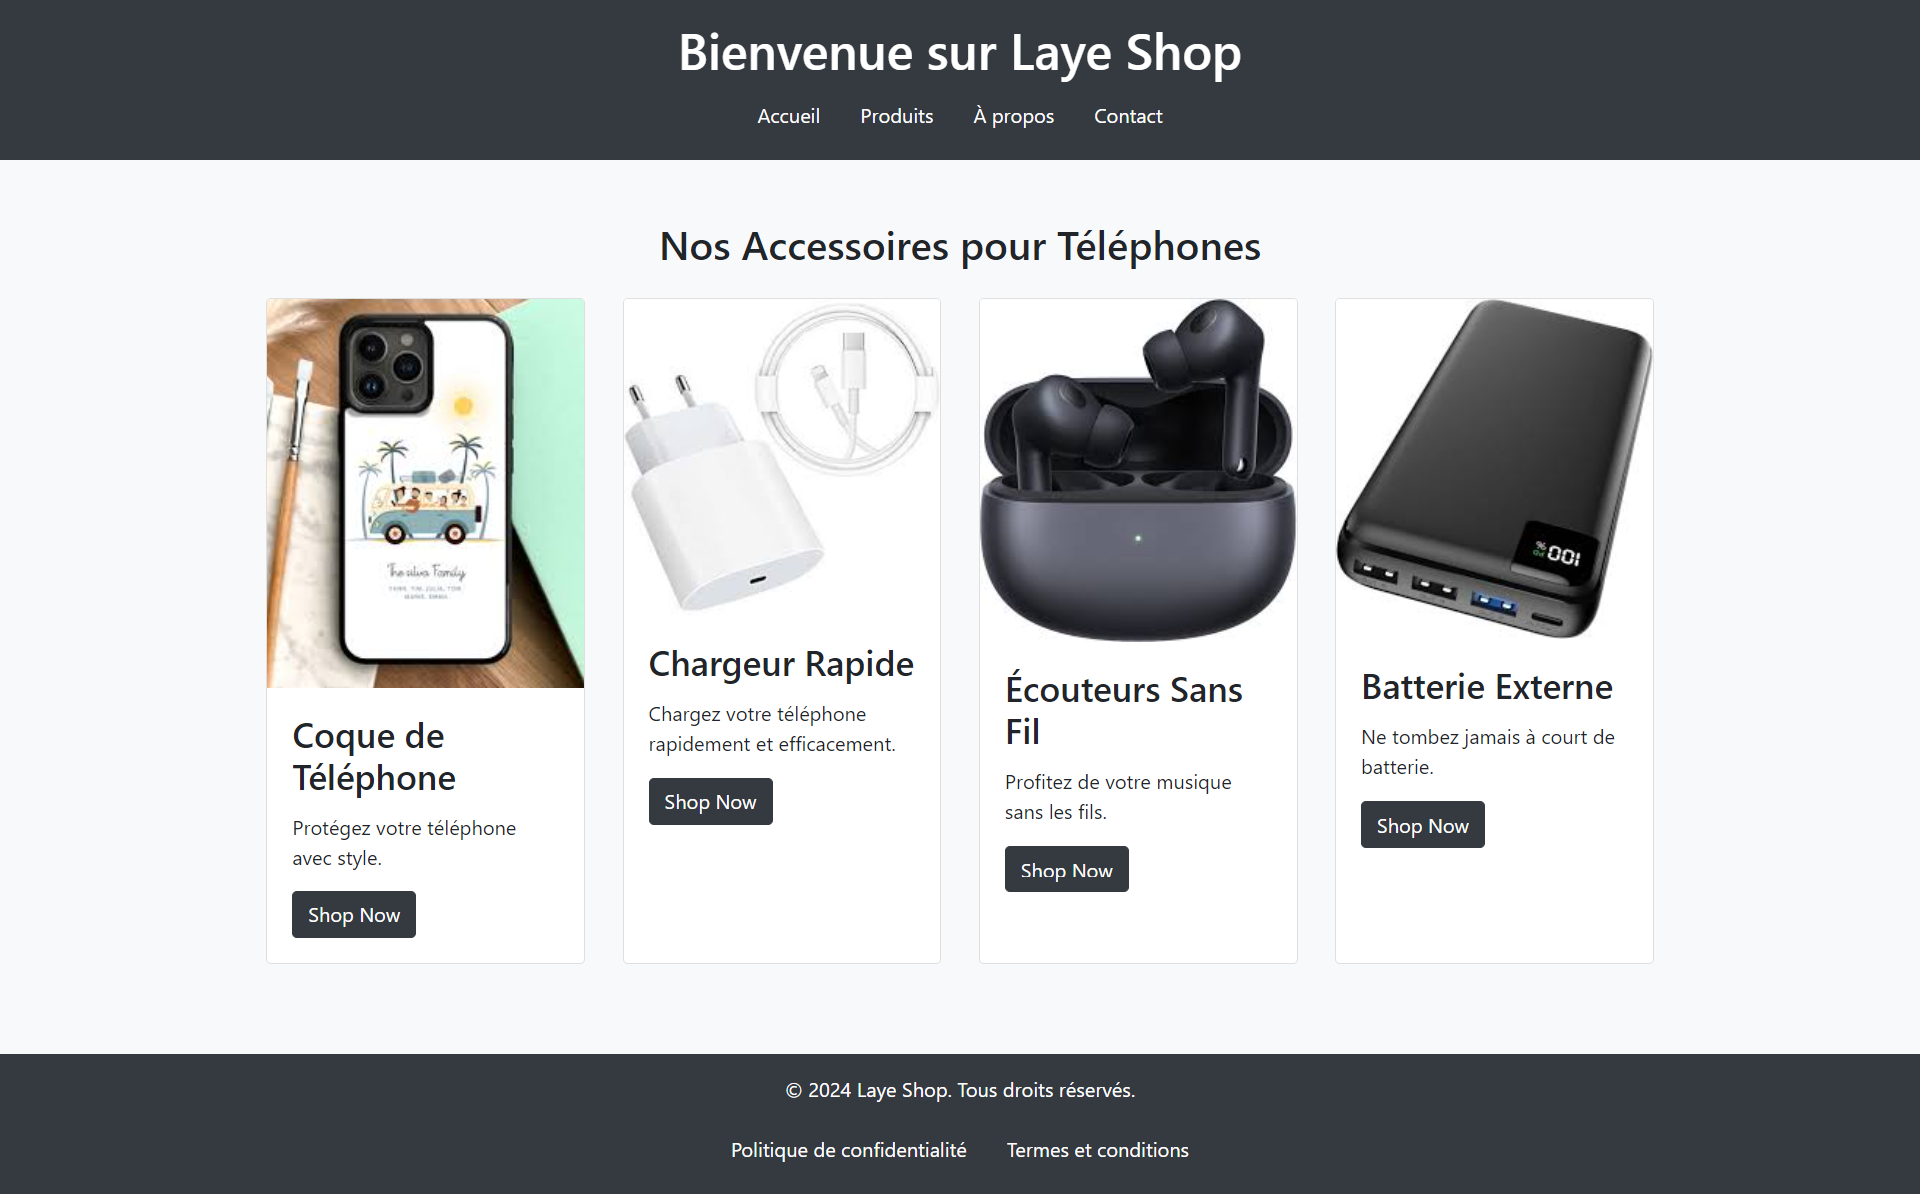 Bienvenue sur Laye Shop
Accueil Produits À propos Contact
Nos Accessoires pour Téléphones
The silva Family
100%
Coque de
Téléphone
Protégez votre téléphone
avec style.
Shop Now
Chargeur Rapide
Chargez votre téléphone
rapidement et efficacement.
Shop Now
Écouteurs Sans
Fil
Profitez de votre musique
sans les fils.
Shop Now
Batterie Externe
Ne tombez jamais à court de
batterie.
Shop Now
© 2024 Laye Shop. Tous droits réservés.
Politique de confidentialité Termes et conditions